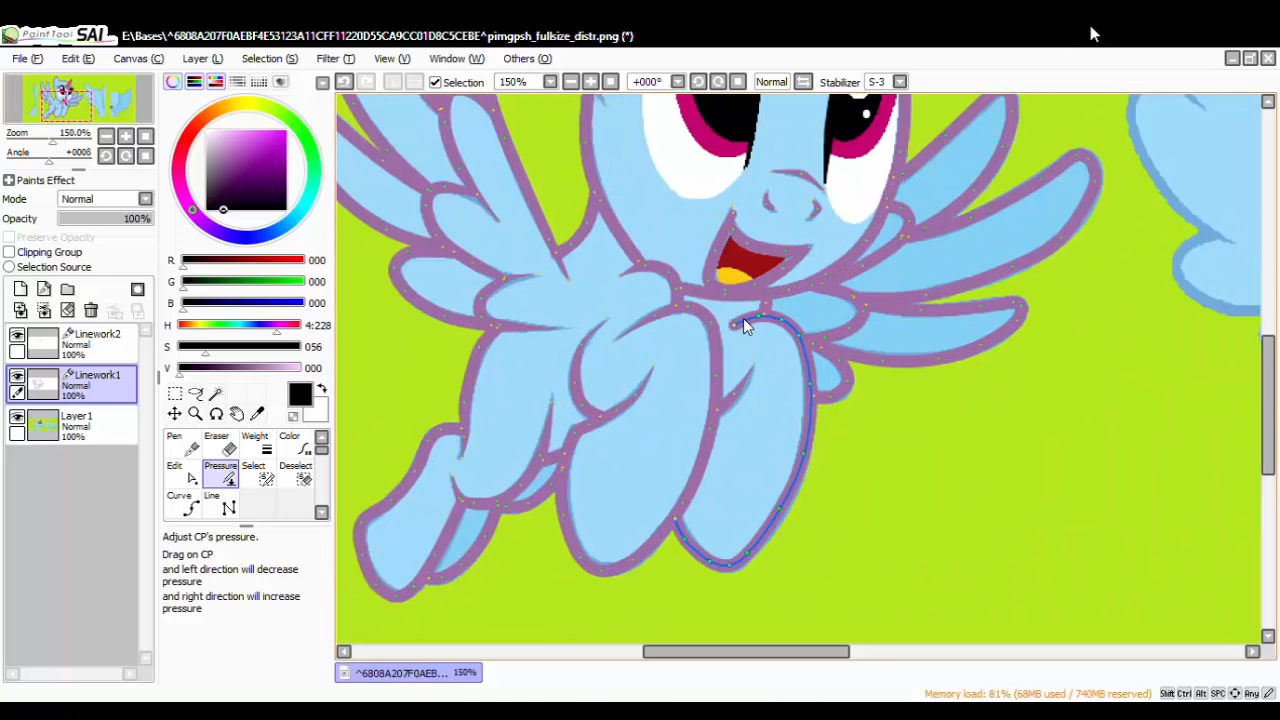 PaintTool SAI E:\Bases\^6808A207F0AEBF4E53123A11CFF11220D55CA9CC01D8C5CEBE^pimgpsh_fullsize_distr.png (*)
File (F) Edit (E) Canvas (C) Layer (L) Selection (S) Filter (T) View (V) Window (W) Others (O)
Selection 150% +000° Normal Stabilizer S-3
Zoom 150.0%
Angle +0008
Paints Effect
Mode Normal
Opacity 100%
Preserve Opacity
Clipping Group
Selection Source
Linework2
Normal
100%
Linework1
Normal
100%
Layer1
Normal
100%
R 000
G 000
B 000
H 4:228
S 056
V 000
Pen Eraser Weight Color
Edit Pressure Select Deselect
Curve Line
Adjust CP's pressure.
Drag on CP
and left direction will decrease
pressure
and right direction will increase
pressure
^6808A207F0AEB... 150%
Memory load: 81% (68MB used / 740MB reserved) Shift Ctrl Alt SPC Any